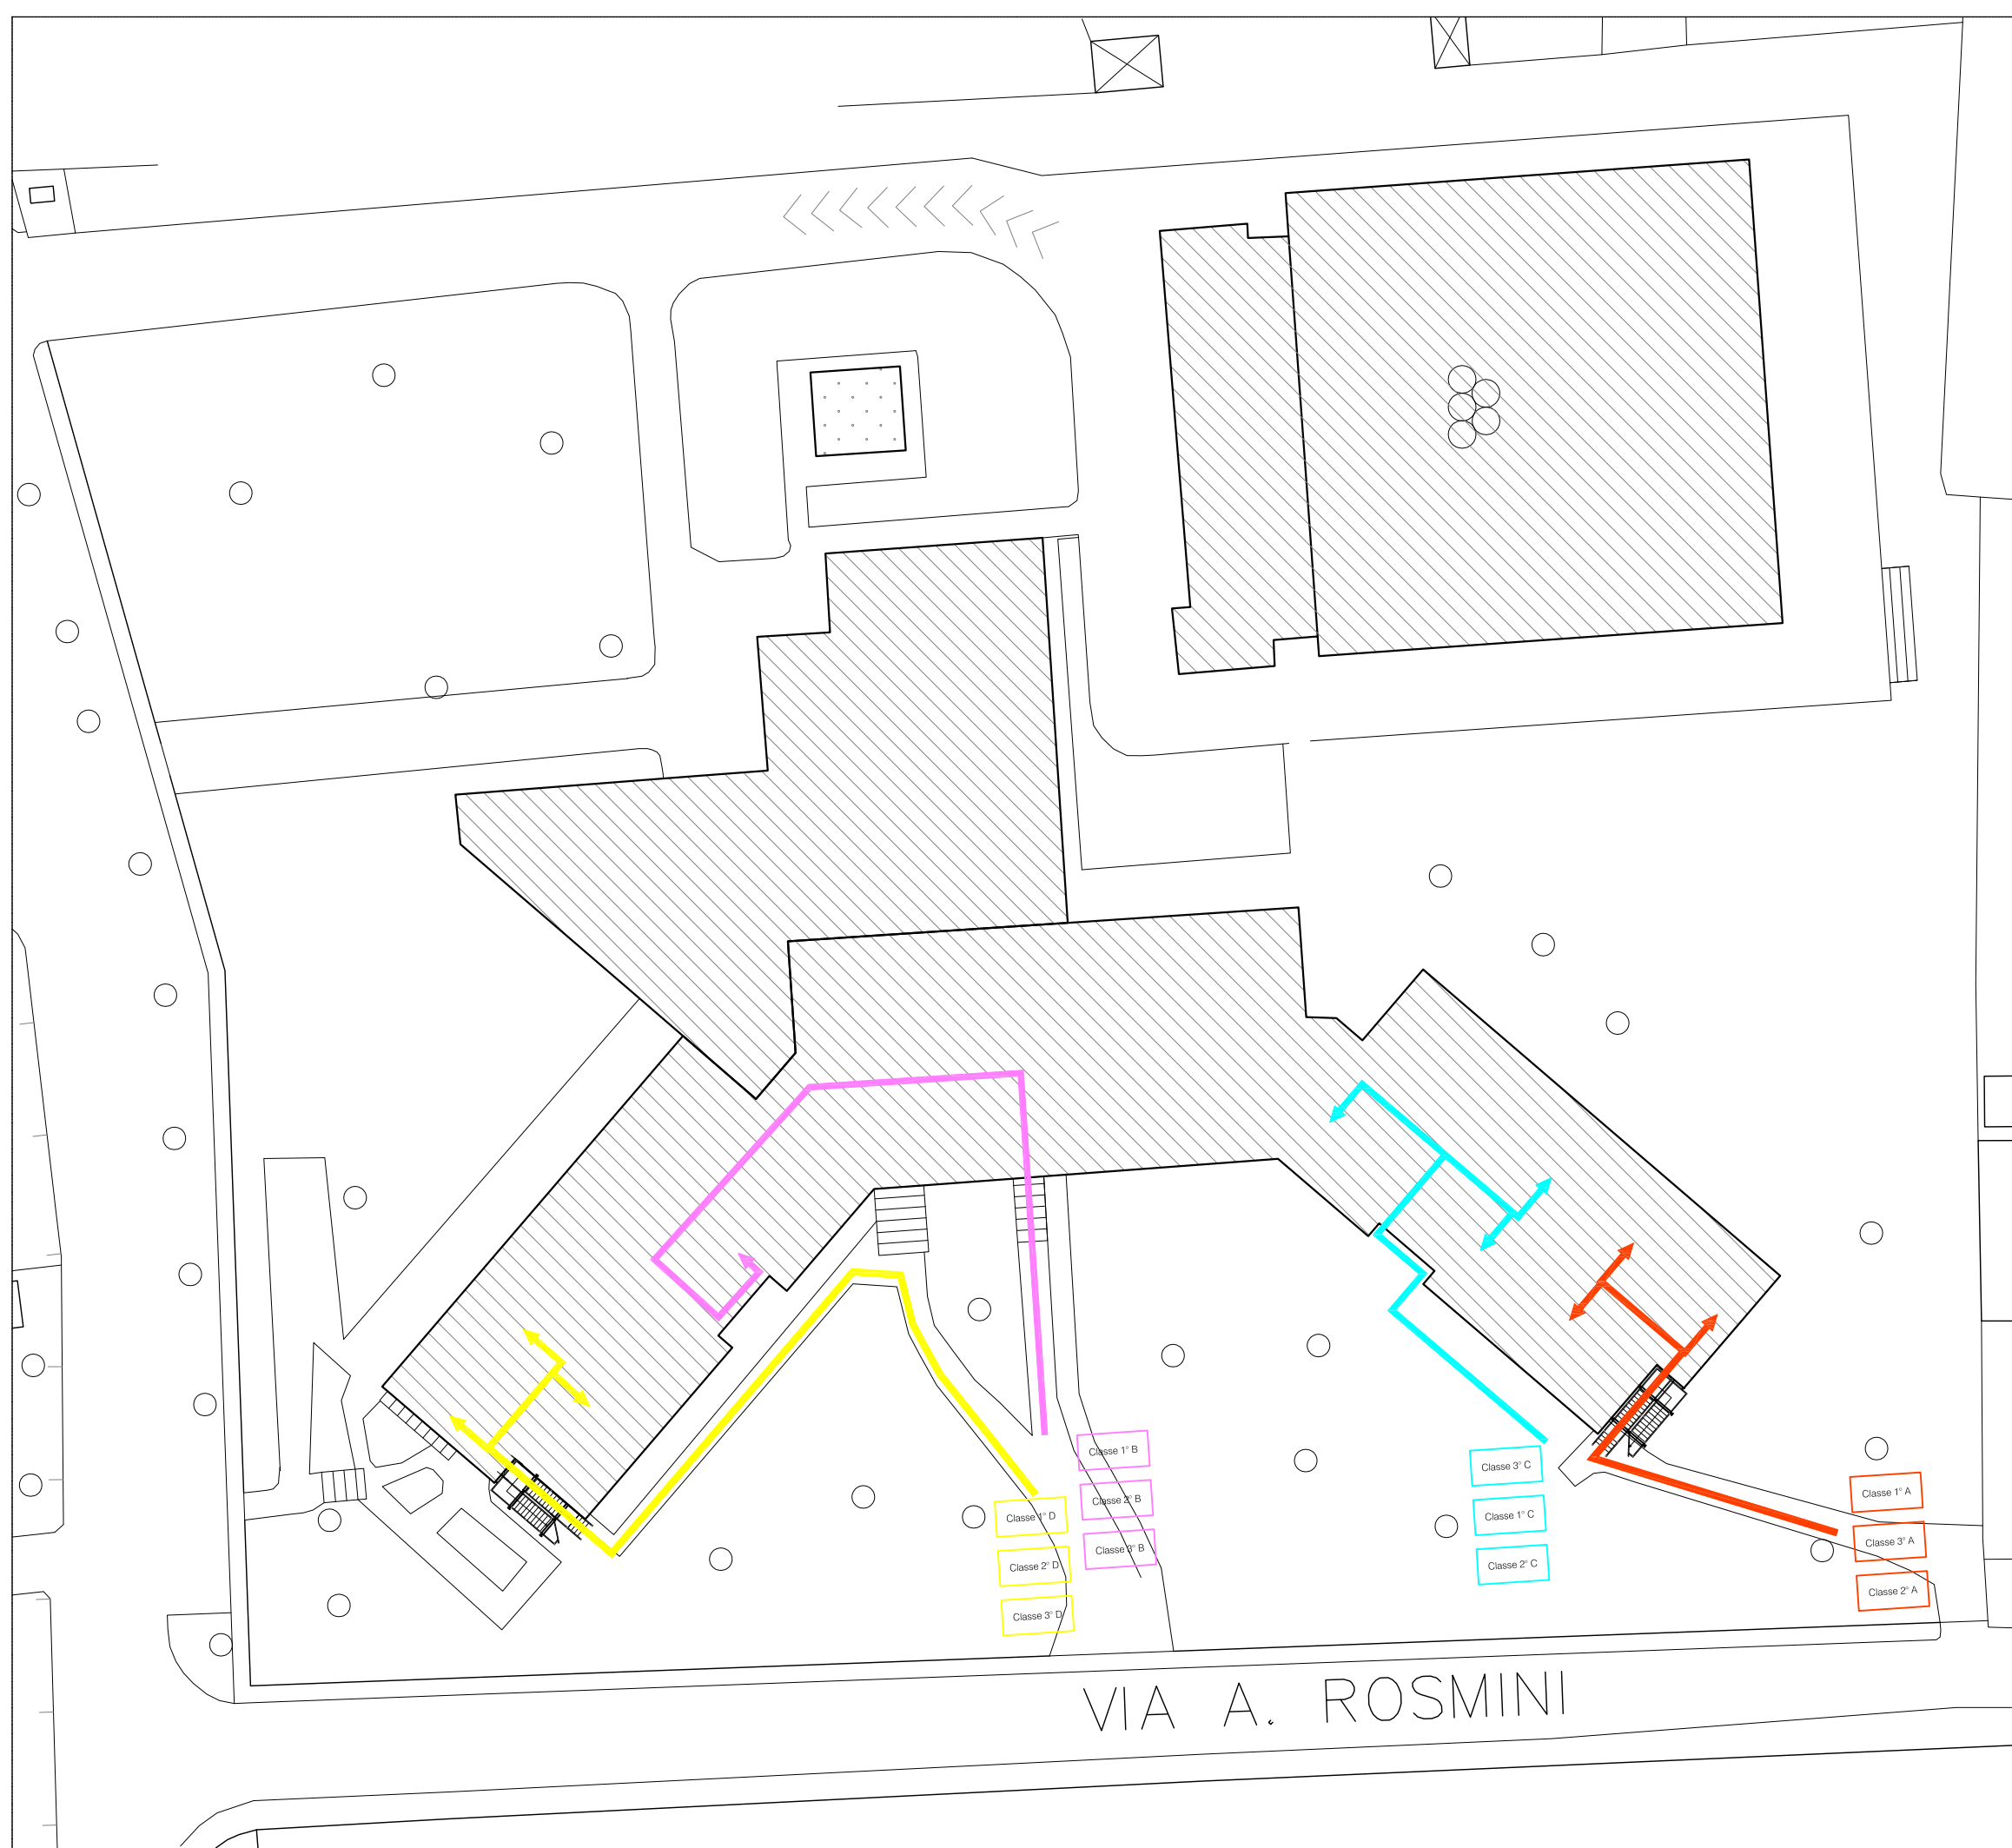 Classe 1° D
Classe 2° D
Classe 3° D
Classe 1° B
Classe 2° B
Classe 3° B
Classe 3° C
Classe 1° C
Classe 2° C
Classe 1° A
Classe 3° A
Classe 2° A
VIA A. ROSMINI